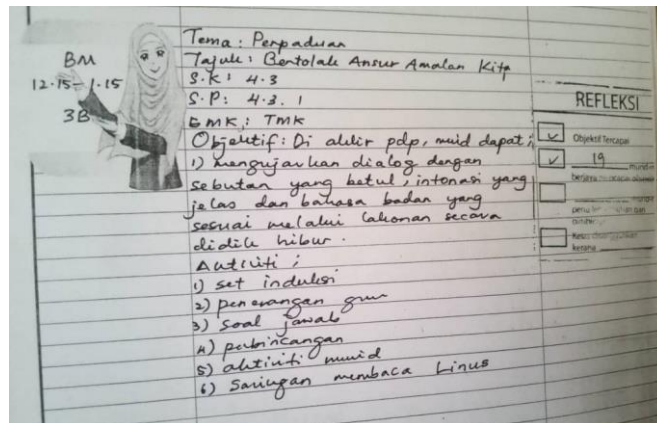 BM
12.15 - 1.15
3B
Tema : Perpaduan
Tajuk : Bertolak Ansur Amalan Kita
S.K : 4.3
S.P : 4.3.1
EMK : TMK
Objektif : Di akhir pdp, muid dapat ;
1) mengujarkan dialog dengan
sebutan yang betul, intonasi yang
jelas dan bahasa badan yang
sesuai melalui lakonan secara
didik hibur .
Aktiviti ;
1) set induksi
2) penerangan guru
3) soal jawab
4) perbincangan
5) aktiviti murid
6) saringan membaca Linus
REFLEKSI
Objektif Tercapai
19